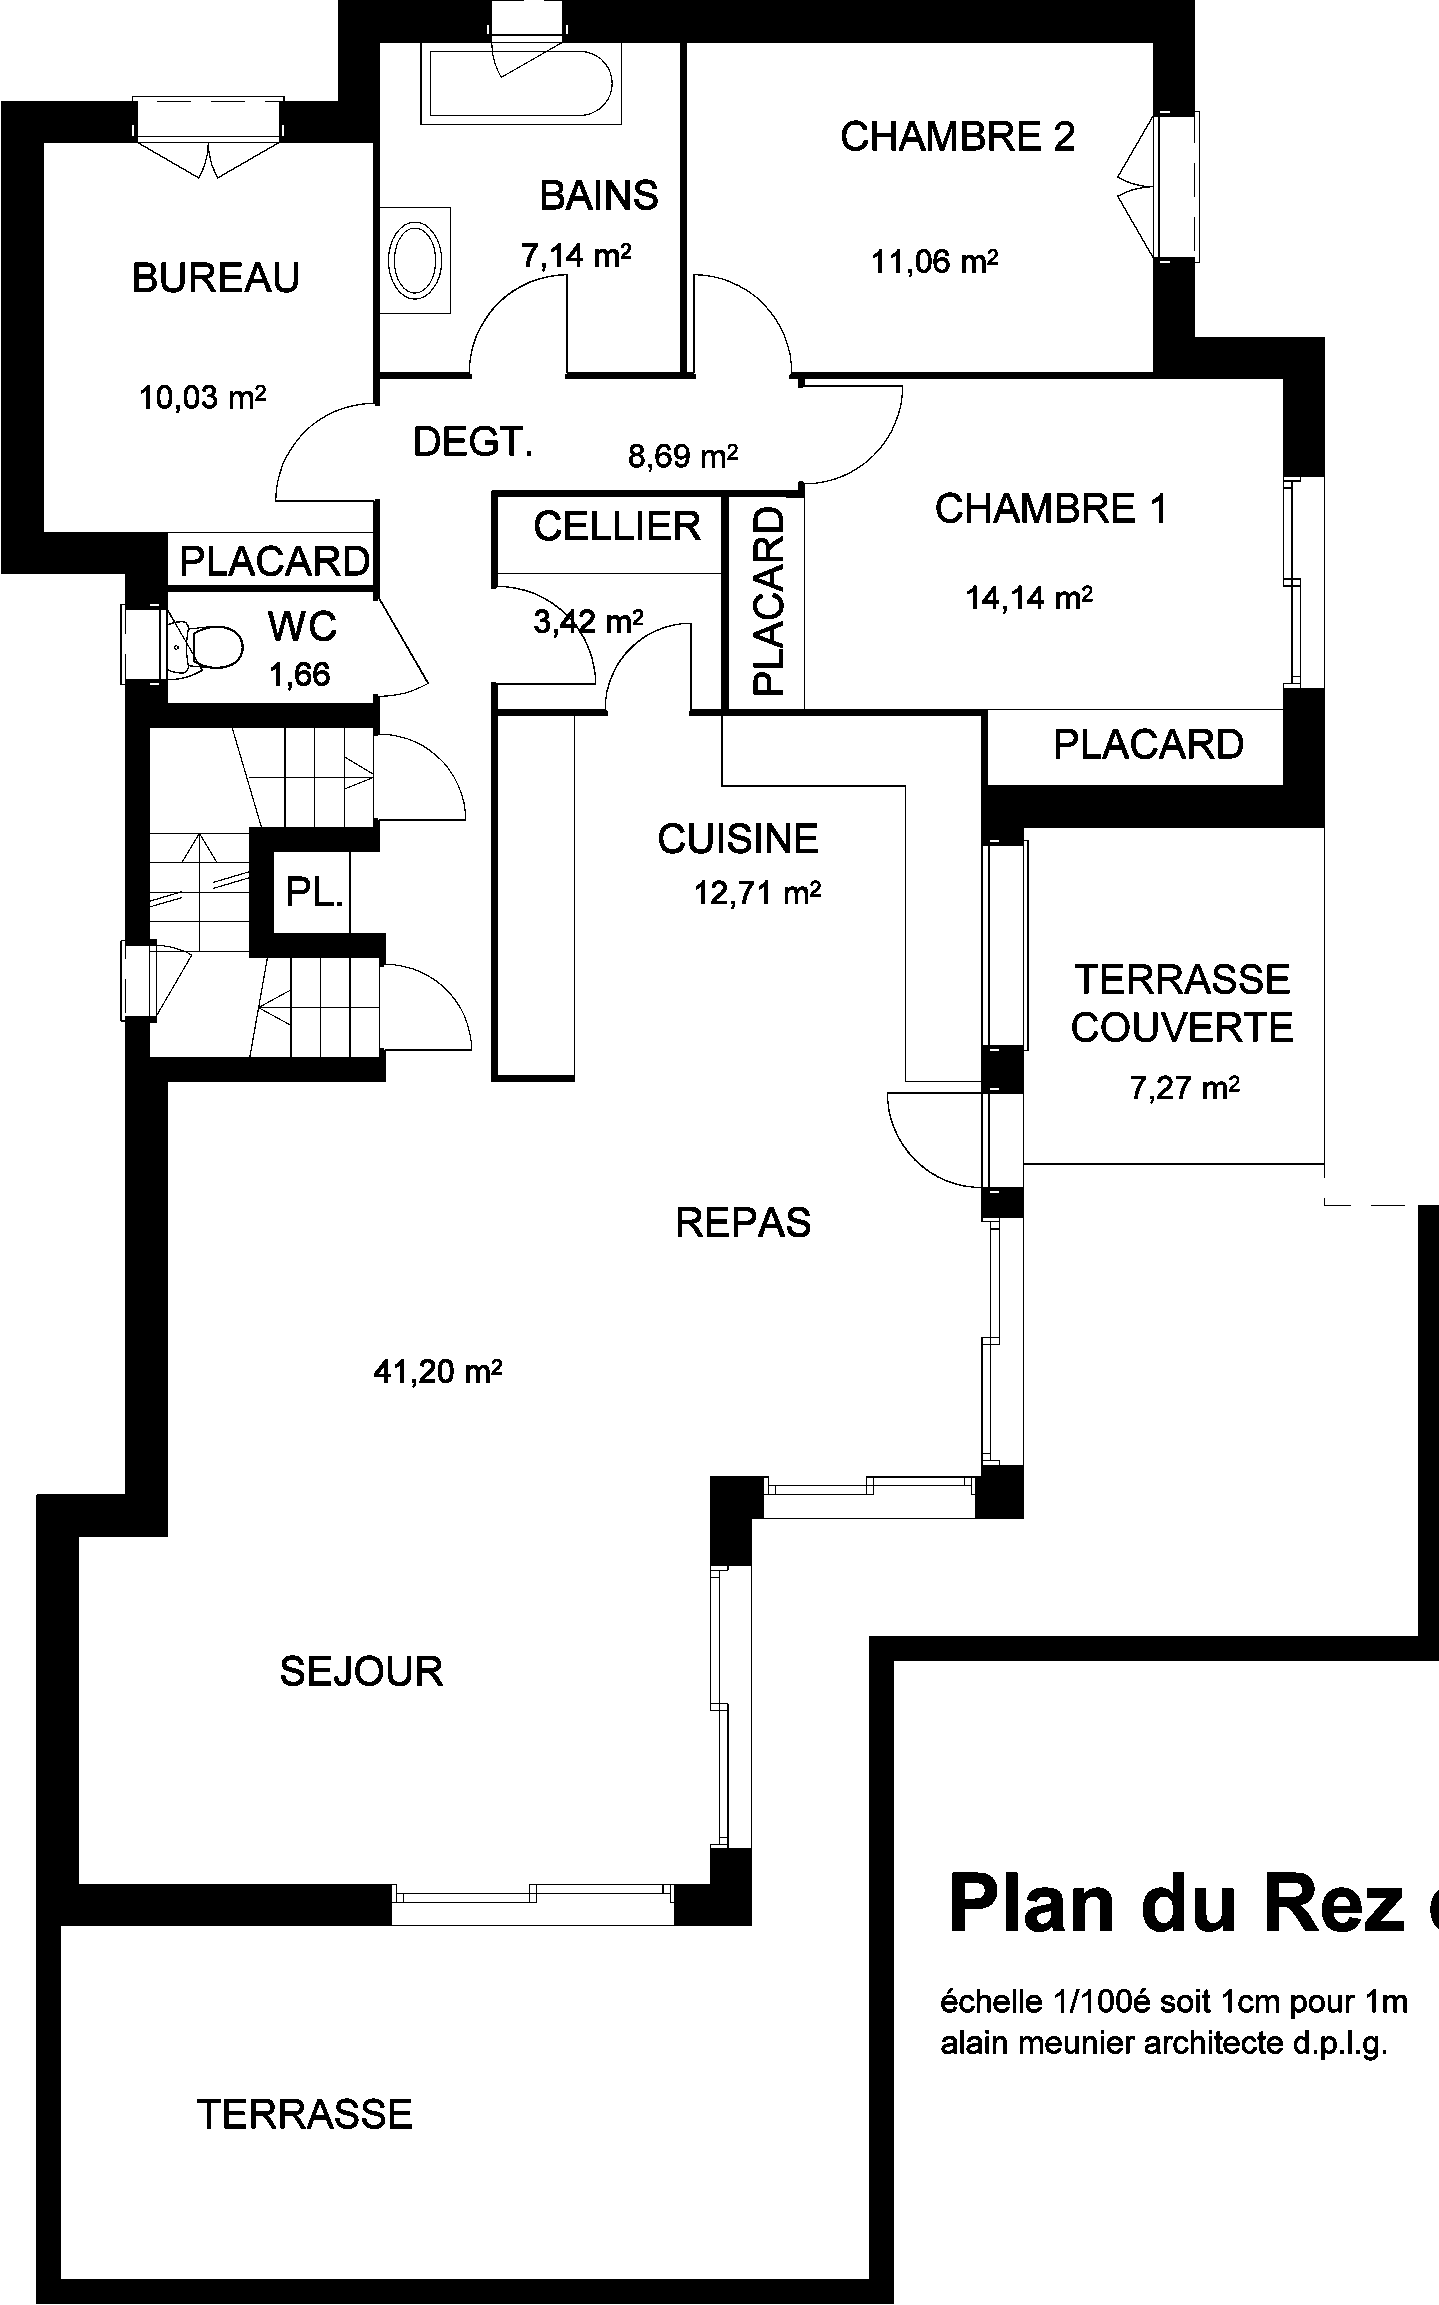 CHAMBRE 2
11,06 m²
BAINS
7,14 m²
BUREAU
10,03 m²
DEGT.
8,69 m²
CHAMBRE 1
14,14 m²
CELLIER
3,42 m²
PLACARD
PLACARD
WC
1,66
PLACARD
CUISINE
12,71 m²
PL.
TERRASSE
COUVERTE
7,27 m²
REPAS
41,20 m²
SEJOUR
Plan du Rez
échelle 1/100é soit 1cm pour 1m
alain meunier architecte d.p.l.g.
TERRASSE